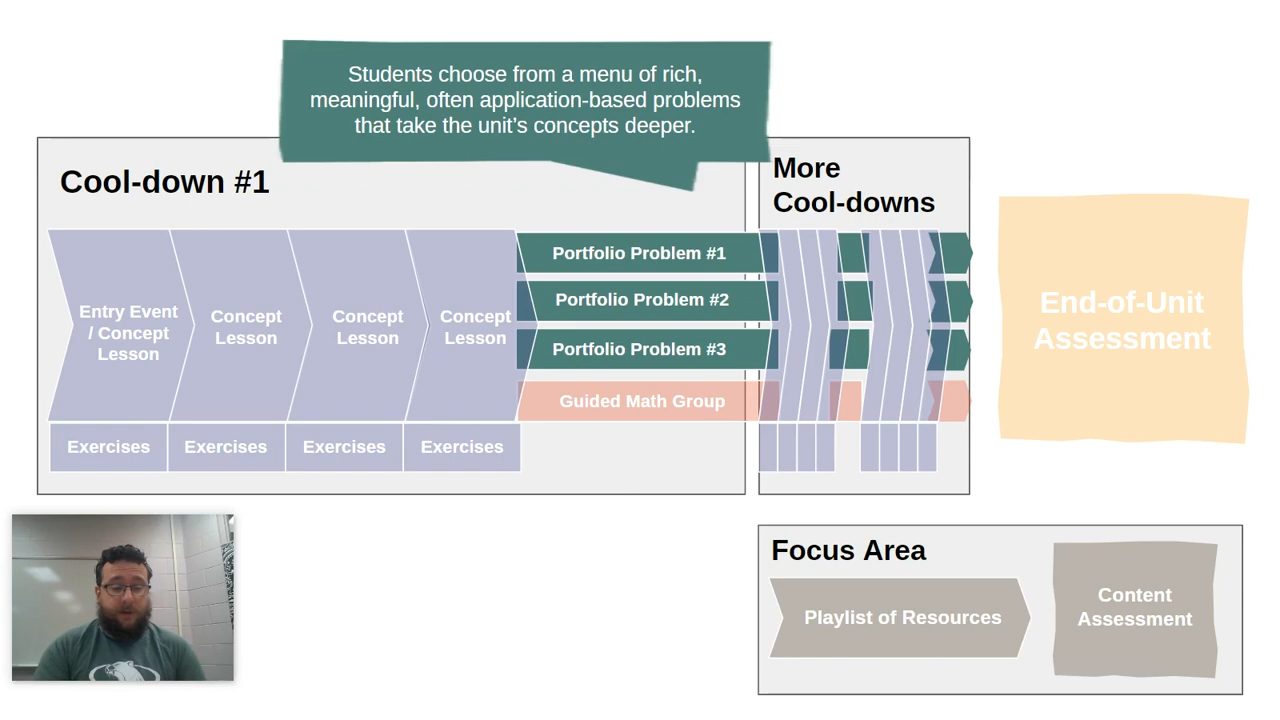 Students choose from a menu of rich,
meaningful, often application-based problems
that take the unit’s concepts deeper.
Cool-down #1
More
Cool-downs
Entry Event
/ Concept
Lesson
Concept
Lesson
Concept
Lesson
Concept
Lesson
Portfolio Problem #1
Portfolio Problem #2
Portfolio Problem #3
Guided Math Group
Exercises
Exercises
Exercises
Exercises
End-of-Unit
Assessment
Focus Area
Playlist of Resources
Content
Assessment